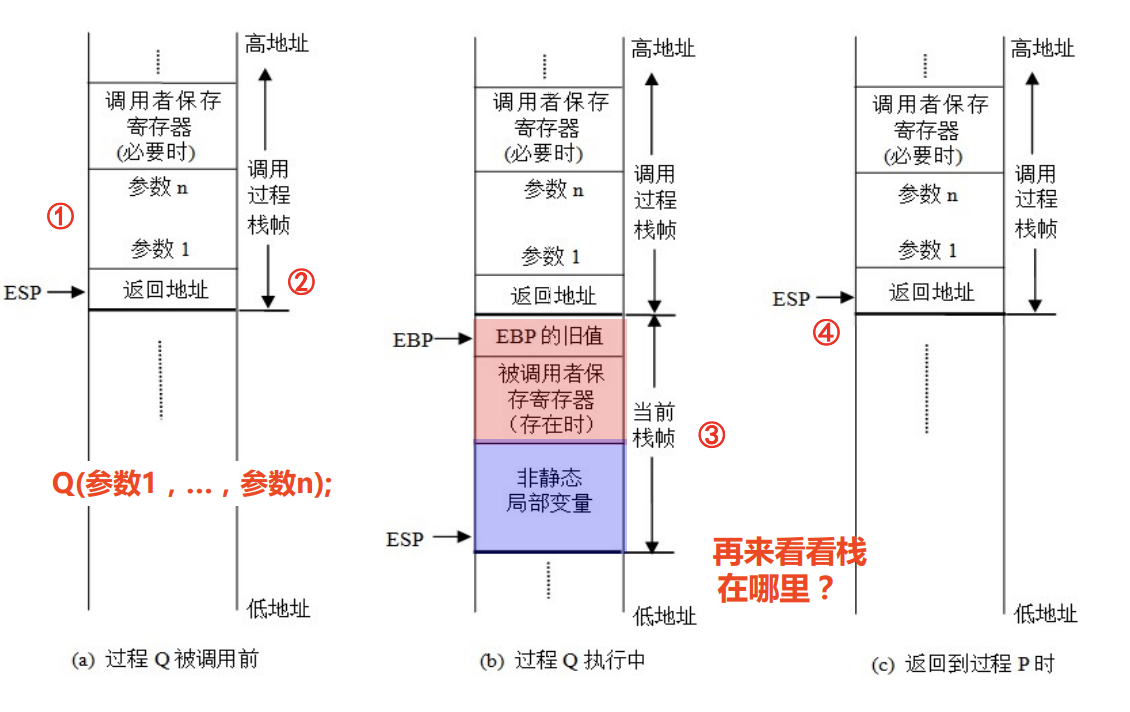 高地址
调用者保存
寄存器
(必要时)
参数 n
调用
过程
栈帧
①
参数 1
②
ESP
返回地址
Q(参数1，…，参数n);
低地址
(a) 过程 Q 被调用前
高地址
调用者保存
寄存器
(必要时)
参数 n
调用
过程
栈帧
参数 1
返回地址
EBP
EBP 的旧值
被调用者保
存寄存器
（存在时）
当前
栈帧
③
非静态
局部变量
ESP
低地址
(b) 过程 Q 执行中
高地址
调用者保存
寄存器
(必要时)
参数 n
调用
过程
栈帧
参数 1
ESP
返回地址
④
再来看看栈
在哪里？
低地址
(c) 返回到过程 P 时